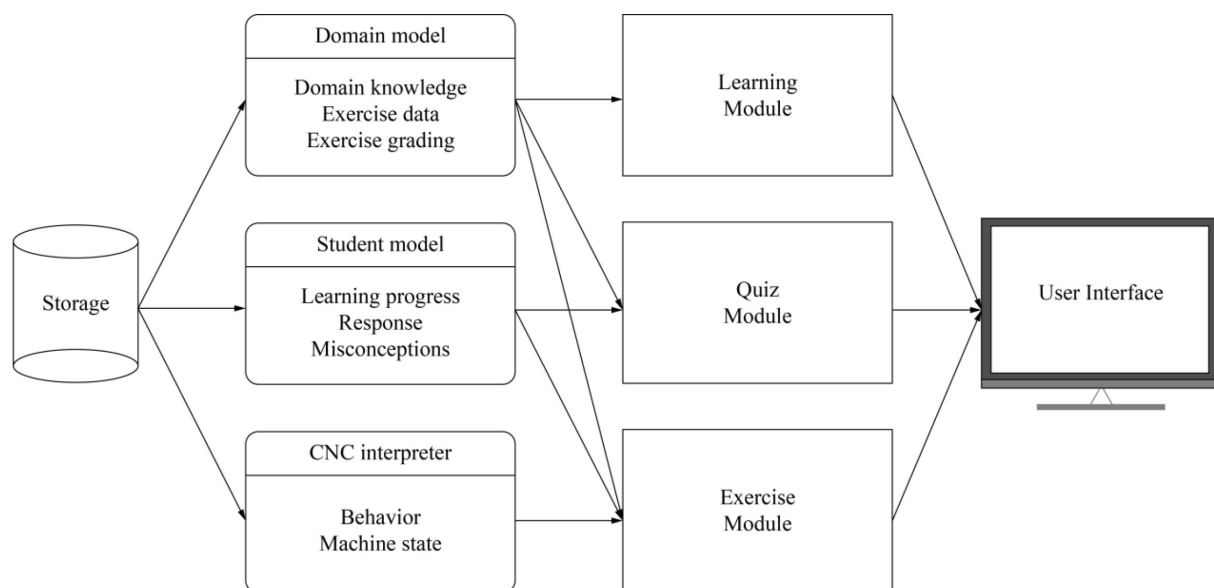 Domain model
Domain knowledge
Exercise data
Exercise grading
Learning
Module
Storage
Student model
Learning progress
Response
Misconceptions
Quiz
Module
User Interface
CNC interpreter
Behavior
Machine state
Exercise
Module